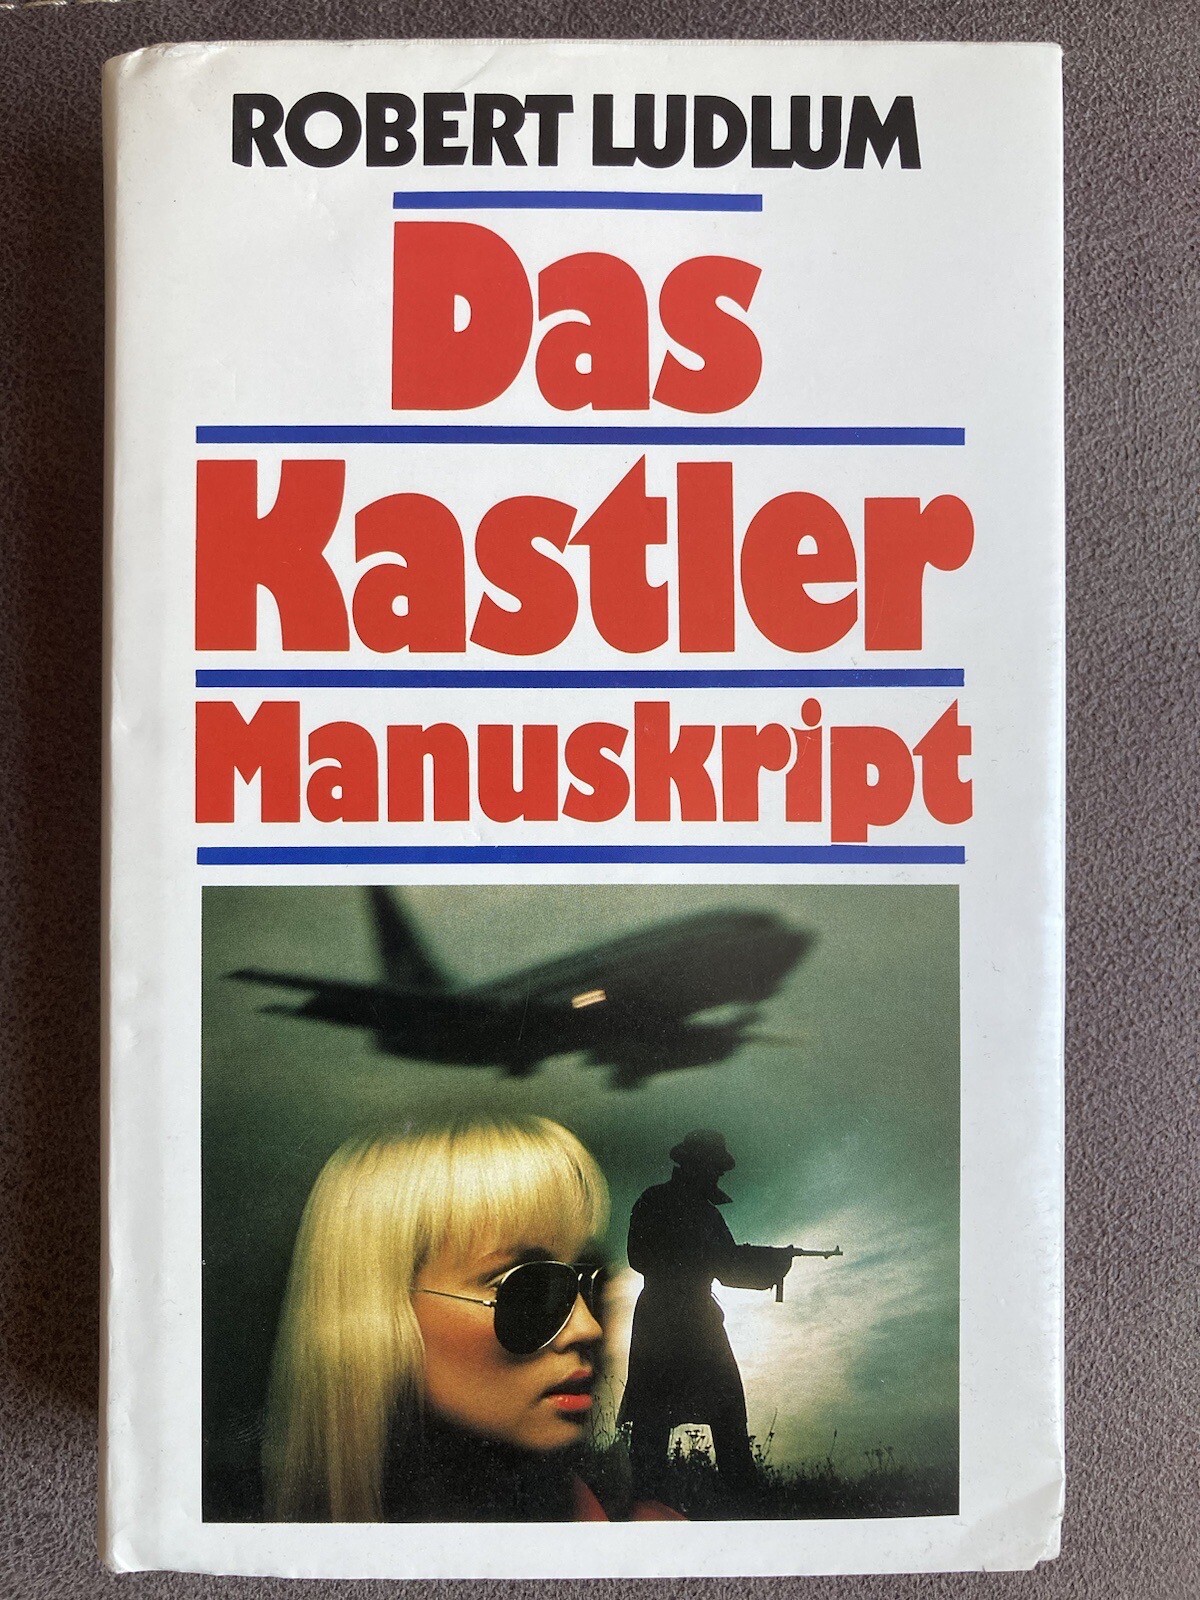 ROBERT LUDLUM
Das
Kastler
Manuskript